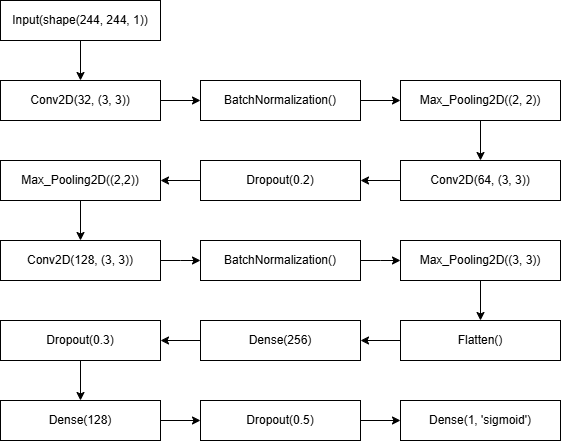 Input(shape(244, 244, 1))
Conv2D(32, (3, 3))
BatchNormalization()
Max_Pooling2D((2, 2))
Conv2D(64, (3, 3))
Dropout(0.2)
Max_Pooling2D((2,2))
Conv2D(128, (3, 3))
BatchNormalization()
Max_Pooling2D((3, 3))
Flatten()
Dense(256)
Dropout(0.3)
Dense(128)
Dropout(0.5)
Dense(1, 'sigmoid')